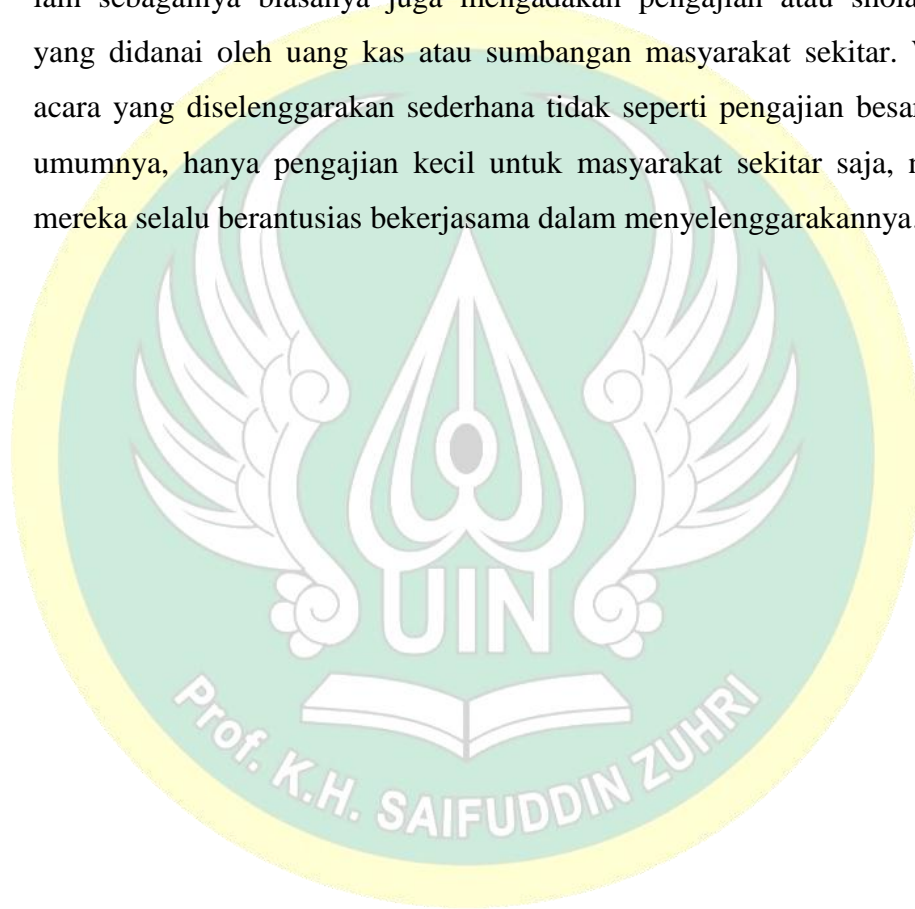 lain sebagainya biasanya juga mengadakan pengajian atau
yang didanai oleh uang kas atau sumbangan masyarakat sekitar.
acara yang diselenggarakan sederhana tidak seperti pengajian
umumnya, hanya pengajian kecil untuk masyarakat sekitar saja,
mereka selalu berantusias bekerjasama dalam menyelenggarakannya.
UIN
Prof. K.H. SAIFUDDIN ZUHRI